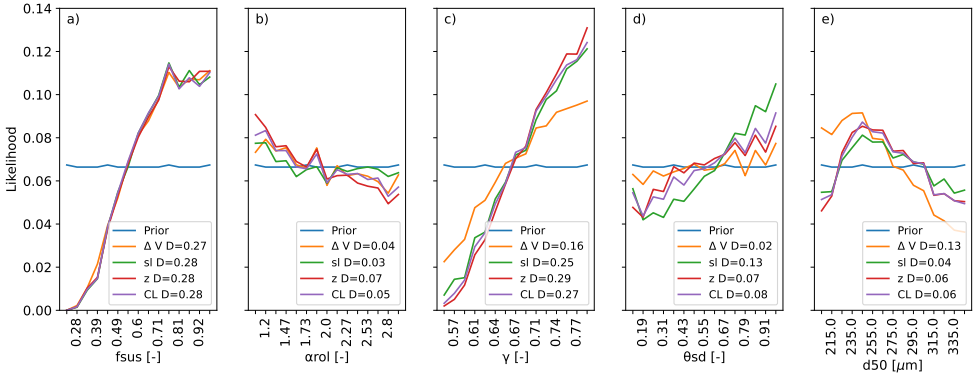 a)
b)
c)
d)
e)
Likelihood
0.14
0.12
0.10
0.08
0.06
0.04
0.02
0.00
Prior
Δ V D=0.27
sl D=0.28
z D=0.28
CL D=0.28
Prior
Δ V D=0.04
sl D=0.03
z D=0.07
CL D=0.05
Prior
Δ V D=0.16
sl D=0.25
z D=0.29
CL D=0.27
Prior
Δ V D=0.02
sl D=0.13
z D=0.07
CL D=0.08
Prior
Δ V D=0.13
sl D=0.04
z D=0.06
CL D=0.06
0.28 0.39 0.49 0.6 0.71 0.81 0.92
1.2 1.47 1.73 2.0 2.27 2.53 2.8
0.57 0.61 0.64 0.67 0.71 0.74 0.77
0.19 0.31 0.43 0.55 0.67 0.79 0.91
215.0 235.0 255.0 275.0 295.0 315.0 335.0
fsus [-]
αrol [-]
γ [-]
θsd [-]
d50 [μm]